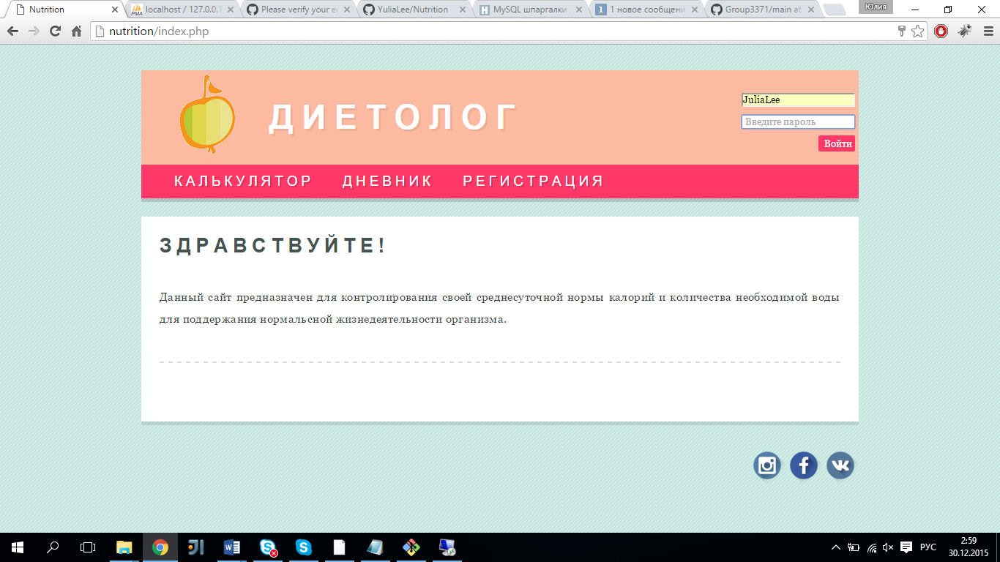 Nutrition
localhost / 127.0.0.1
Please verify your e
YuliaLee/Nutrition
MySQL шпаргалки
1 новое сообщени
Group3371/main at
Юлия
nutrition/index.php
ДИЕТОЛОГ
JuliaLee
Введите пароль
Войти
КАЛЬКУЛЯТОР ДНЕВНИК РЕГИСТРАЦИЯ
ЗДРАВСТВУЙТЕ!
Данный сайт предназначен для контролирования своей среднесуточной нормы калорий и количества необходимой воды
для поддержания нормальсной жизнедеятельности организма.
РУС
2:59
30.12.2015